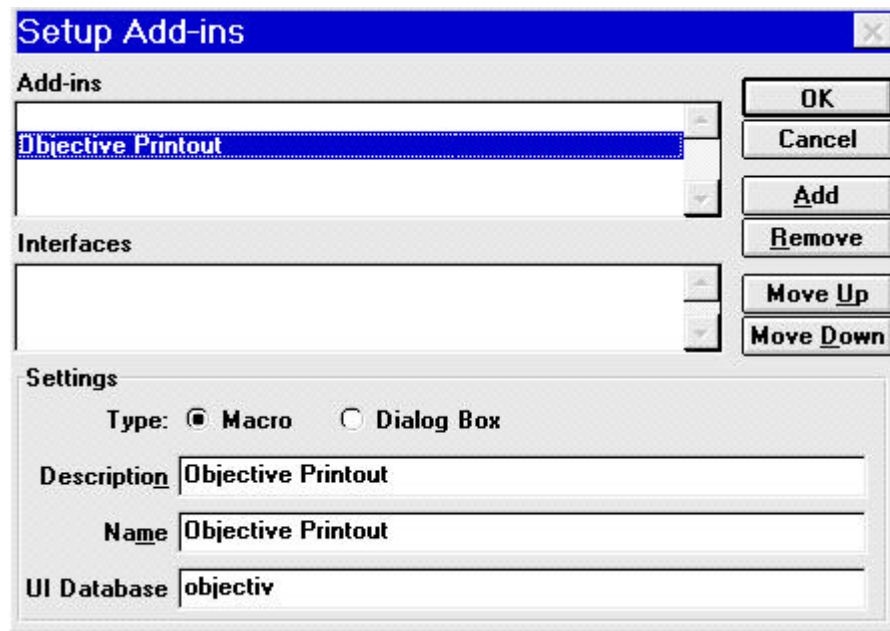 Setup Add-ins
Add-ins
Objective Printout
OK
Cancel
Add
Remove
Interfaces
Move Up
Move Down
Settings
Type: Macro Dialog Box
Description Objective Printout
Name Objective Printout
UI Database objectiv